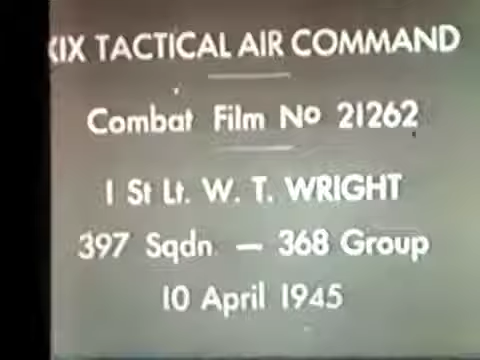 XIX TACTICAL AIR COMMAND
Combat Film No 21262
1 St Lt. W. T. WRIGHT
397 Sqdn. — 368 Group
10 April 1945